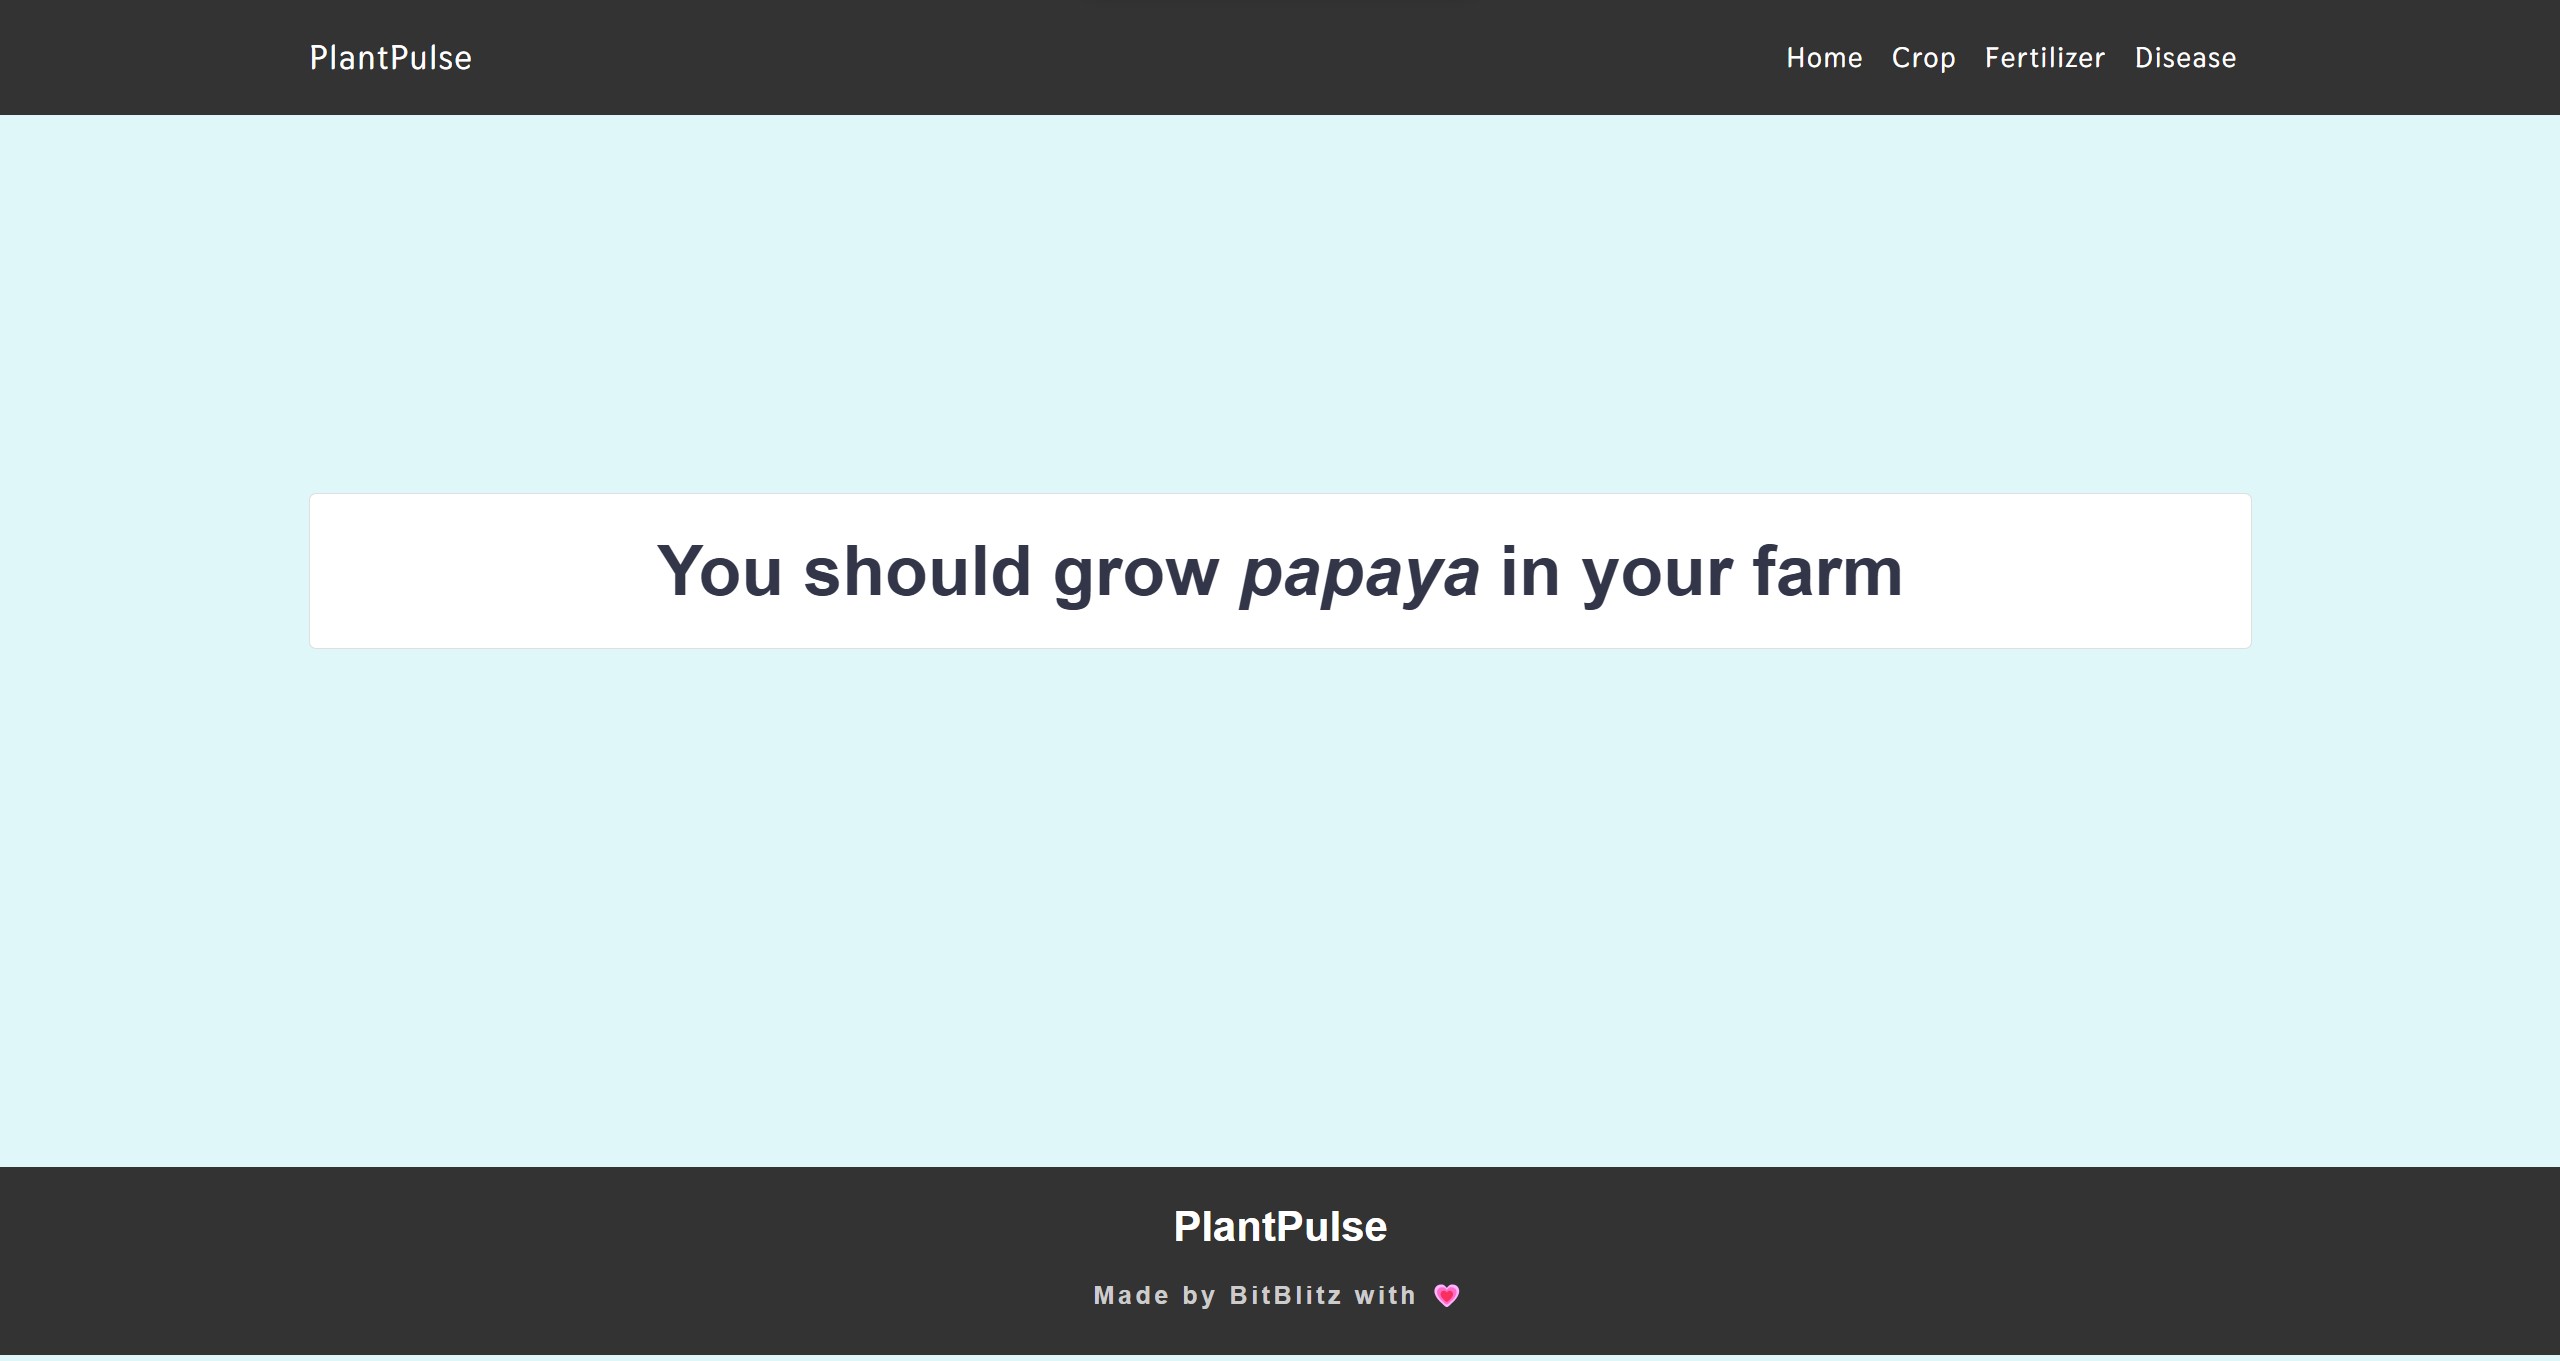 PlantPulse
Home Crop Fertilizer Disease
You should grow papaya in your farm
PlantPulse
Made by BitBlitz with 💗